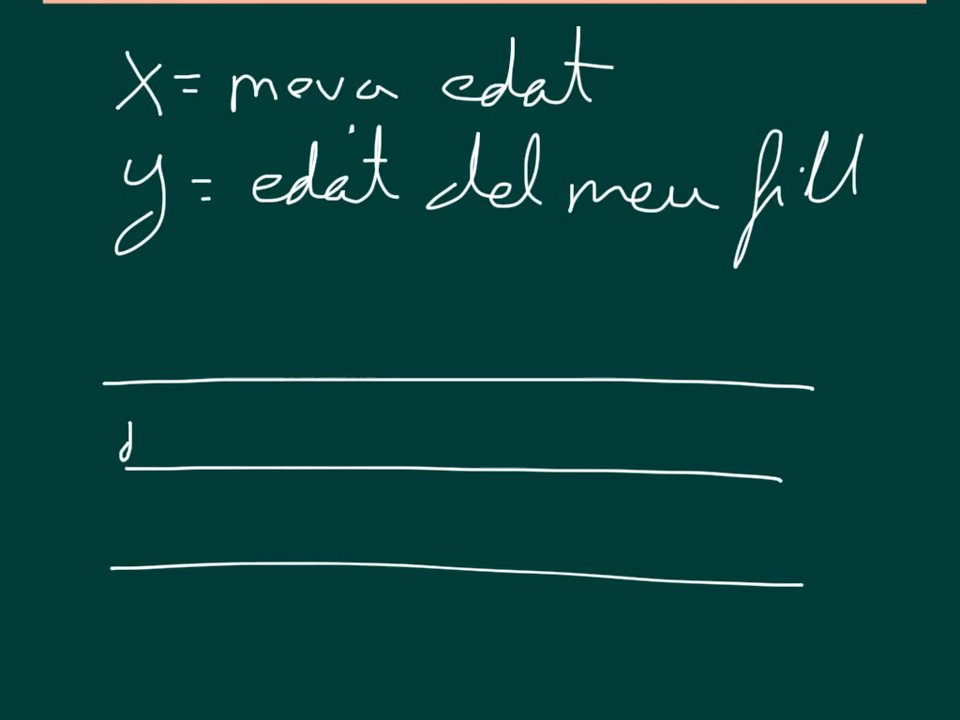 x = meva edat
y = edat del meu fill
d